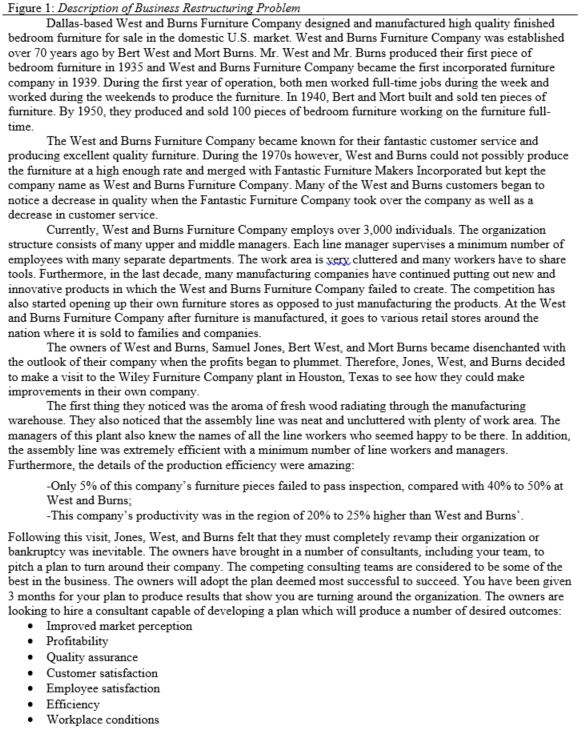 Figure 1: Description of Business Restructuring Problem
Dallas-based West and Burns Furniture Company designed and manufactured high quality finished
bedroom furniture for sale in the domestic U.S. market. West and Burns Furniture Company was established
over 70 years ago by Bert West and Mort Burns. Mr. West and Mr. Burns produced their first piece of
bedroom furniture in 1935 and West and Burns Furniture Company became the first incorporated furniture
company in 1939. During the first year of operation, both men worked full-time jobs during the week and
worked during the weekends to produce the furniture. In 1940, Bert and Mort built and sold ten pieces of
furniture. By 1950, they produced and sold 100 pieces of bedroom furniture working on the furniture full-
time.
The West and Burns Furniture Company became known for their fantastic customer service and
producing excellent quality furniture. During the 1970s however, West and Burns could not possibly produce
the furniture at a high enough rate and merged with Fantastic Furniture Makers Incorporated but kept the
company name as West and Burns Furniture Company. Many of the West and Burns customers began to
notice a decrease in quality when the Fantastic Furniture Company took over the company as well as a
decrease in customer service.
Currently, West and Burns Furniture Company employs over 3,000 individuals. The organization
structure consists of many upper and middle managers. Each line manager supervises a minimum number of
employees with many separate departments. The work area is very cluttered and many workers have to share
tools. Furthermore, in the last decade, many manufacturing companies have continued putting out new and
innovative products in which the West and Burns Furniture Company failed to create. The competition has
also started opening up their own furniture stores as opposed to just manufacturing the products. At the West
and Burns Furniture Company after furniture is manufactured, it goes to various retail stores around the
nation where it is sold to families and companies.
The owners of West and Burns, Samuel Jones, Bert West, and Mort Burns became disenchanted with
the outlook of their company when the profits began to plummet. Therefore, Jones, West, and Burns decided
to make a visit to the Wiley Furniture Company plant in Houston, Texas to see how they could make
improvements in their own company.
The first thing they noticed was the aroma of fresh wood radiating through the manufacturing
warehouse. They also noticed that the assembly line was neat and uncluttered with plenty of work area. The
managers of this plant also knew the names of all the line workers who seemed happy to be there. In addition,
the assembly line was extremely efficient with a minimum number of line workers and managers.
Furthermore, the details of the production efficiency were amazing:
-Only 5% of this company's furniture pieces failed to pass inspection, compared with 40% to 50% at
West and Burns;
-This company's productivity was in the region of 20% to 25% higher than West and Burns'.
Following this visit, Jones, West, and Burns felt that they must completely revamp their organization or
bankruptcy was inevitable. The owners have brought in a number of consultants, including your team, to
pitch a plan to turn around their company. The competing consulting teams are considered to be some of the
best in the business. The owners will adopt the plan deemed most successful to succeed. You have been given
3 months for your plan to produce results that show you are turning around the organization. The owners are
looking to hire a consultant capable of developing a plan which will produce a number of desired outcomes:
• Improved market perception
• Profitability
• Quality assurance
• Customer satisfaction
• Employee satisfaction
• Efficiency
• Workplace conditions